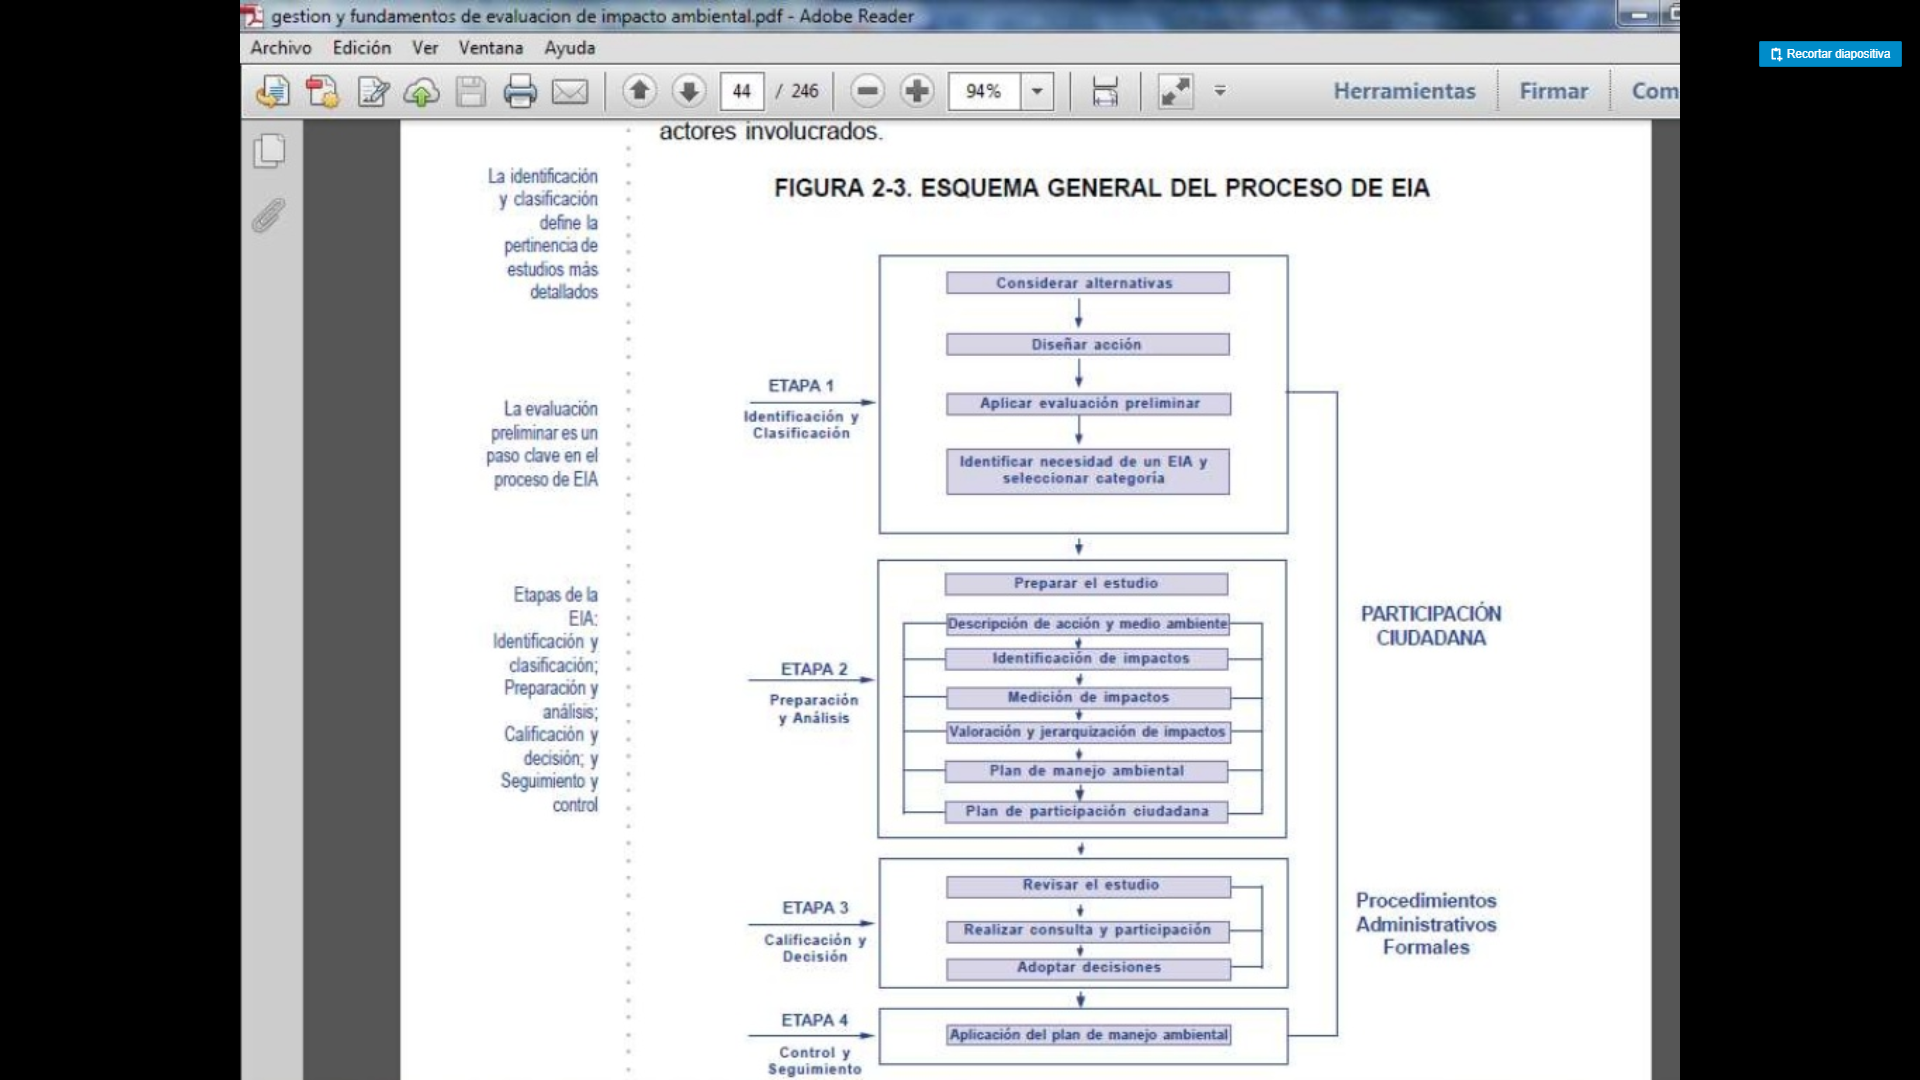 gestion y fundamentos de evaluacion de impacto ambiental.pdf - Adobe Reader
Recortar diapositiva
Archivo Edición Ver Ventana Ayuda
44 / 246 94% Herramientas Firmar Com
actores involucrados.
La identificación
y clasificación
define la
pertinencia de
estudios más
detallados
La evaluación
preliminar es un
paso clave en el
proceso de EIA
Etapas de la
EIA:
Identificación y
clasificación;
Preparación y
análisis;
Calificación y
decisión; y
Seguimiento y
control
FIGURA 2-3. ESQUEMA GENERAL DEL PROCESO DE EIA
ETAPA 1
Identificación y
Clasificación
Considerar alternativas
Diseñar acción
Aplicar evaluación preliminar
Identificar necesidad de un EIA y
seleccionar categoría
ETAPA 2
Preparación
y Análisis
Preparar el estudio
Descripción de acción y medio ambiente
Identificación de impactos
Medición de impactos
Valoración y jerarquización de impactos
Plan de manejo ambiental
Plan de participación ciudadana
PARTICIPACIÓN
CIUDADANA
ETAPA 3
Calificación y
Decisión
Revisar el estudio
Realizar consulta y participación
Adoptar decisiones
Procedimientos
Administrativos
Formales
ETAPA 4
Control y
Seguimiento
Aplicación del plan de manejo ambiental